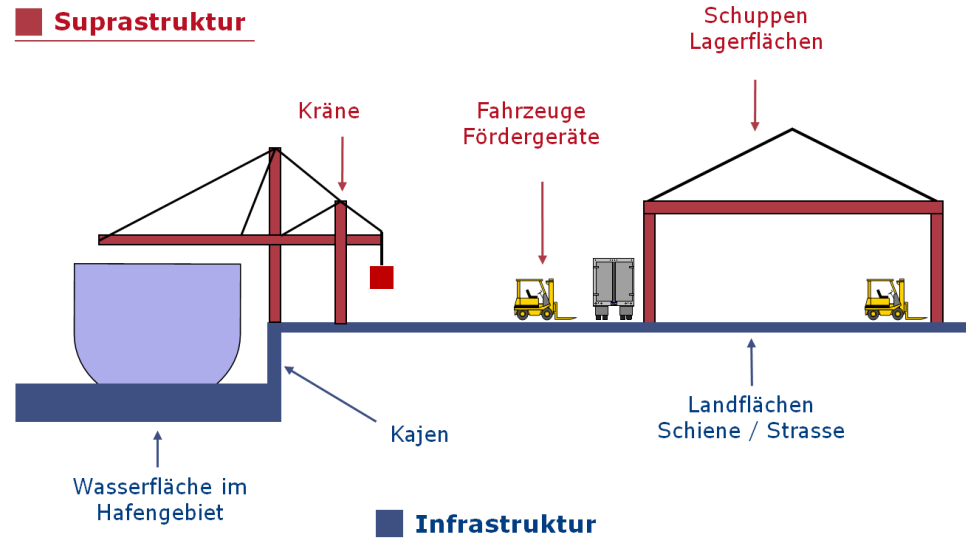 Suprastruktur
Schuppen
Lagerflächen
Kräne
Fahrzeuge
Fördergeräte
Landflächen
Schiene / Strasse
Kajen
Wasserfläche im
Hafengebiet
Infrastruktur